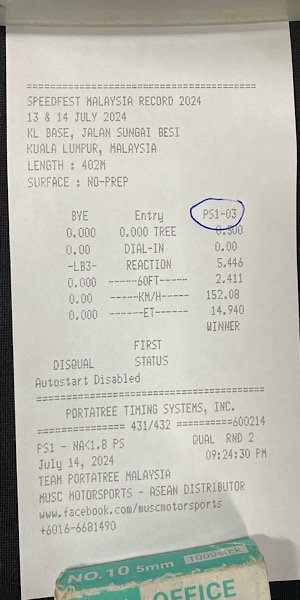 ==========================================
SPEEDFEST MALAYSIA RECORD 2024
13 & 14 JULY 2024
KL BASE, JALAN SUNGAI BESI
KUALA LUMPUR, MALAYSIA
LENGTH : 402M
SURFACE : NO-PREP
BYE Entry PS1-03
0.000 0.000 TREE 0.500
0.00 DIAL-IN 0.00
-LB3- REACTION 5.446
0.000 -----60FT----- 2.411
0.00 -----KM/H----- 152.08
0.000 ------ET------ 14.940
WINNER
FIRST
DISQUAL STATUS
Autostart Disabled
==========================================
PORTATREE TIMING SYSTEMS, INC.
================ 431/432 ==========600214
PS1 - NA<1.8 PS QUAL RND 2
July 14, 2024 09:24:30 PM
TEAM PORTATREE MALAYSIA
MUSC MOTORSPORTS - ASEAN DISTRIBUTOR
www.facebook.com/muscmotorsports
+6016-6681490
NO.10 5mm 1000stck
OFFICE